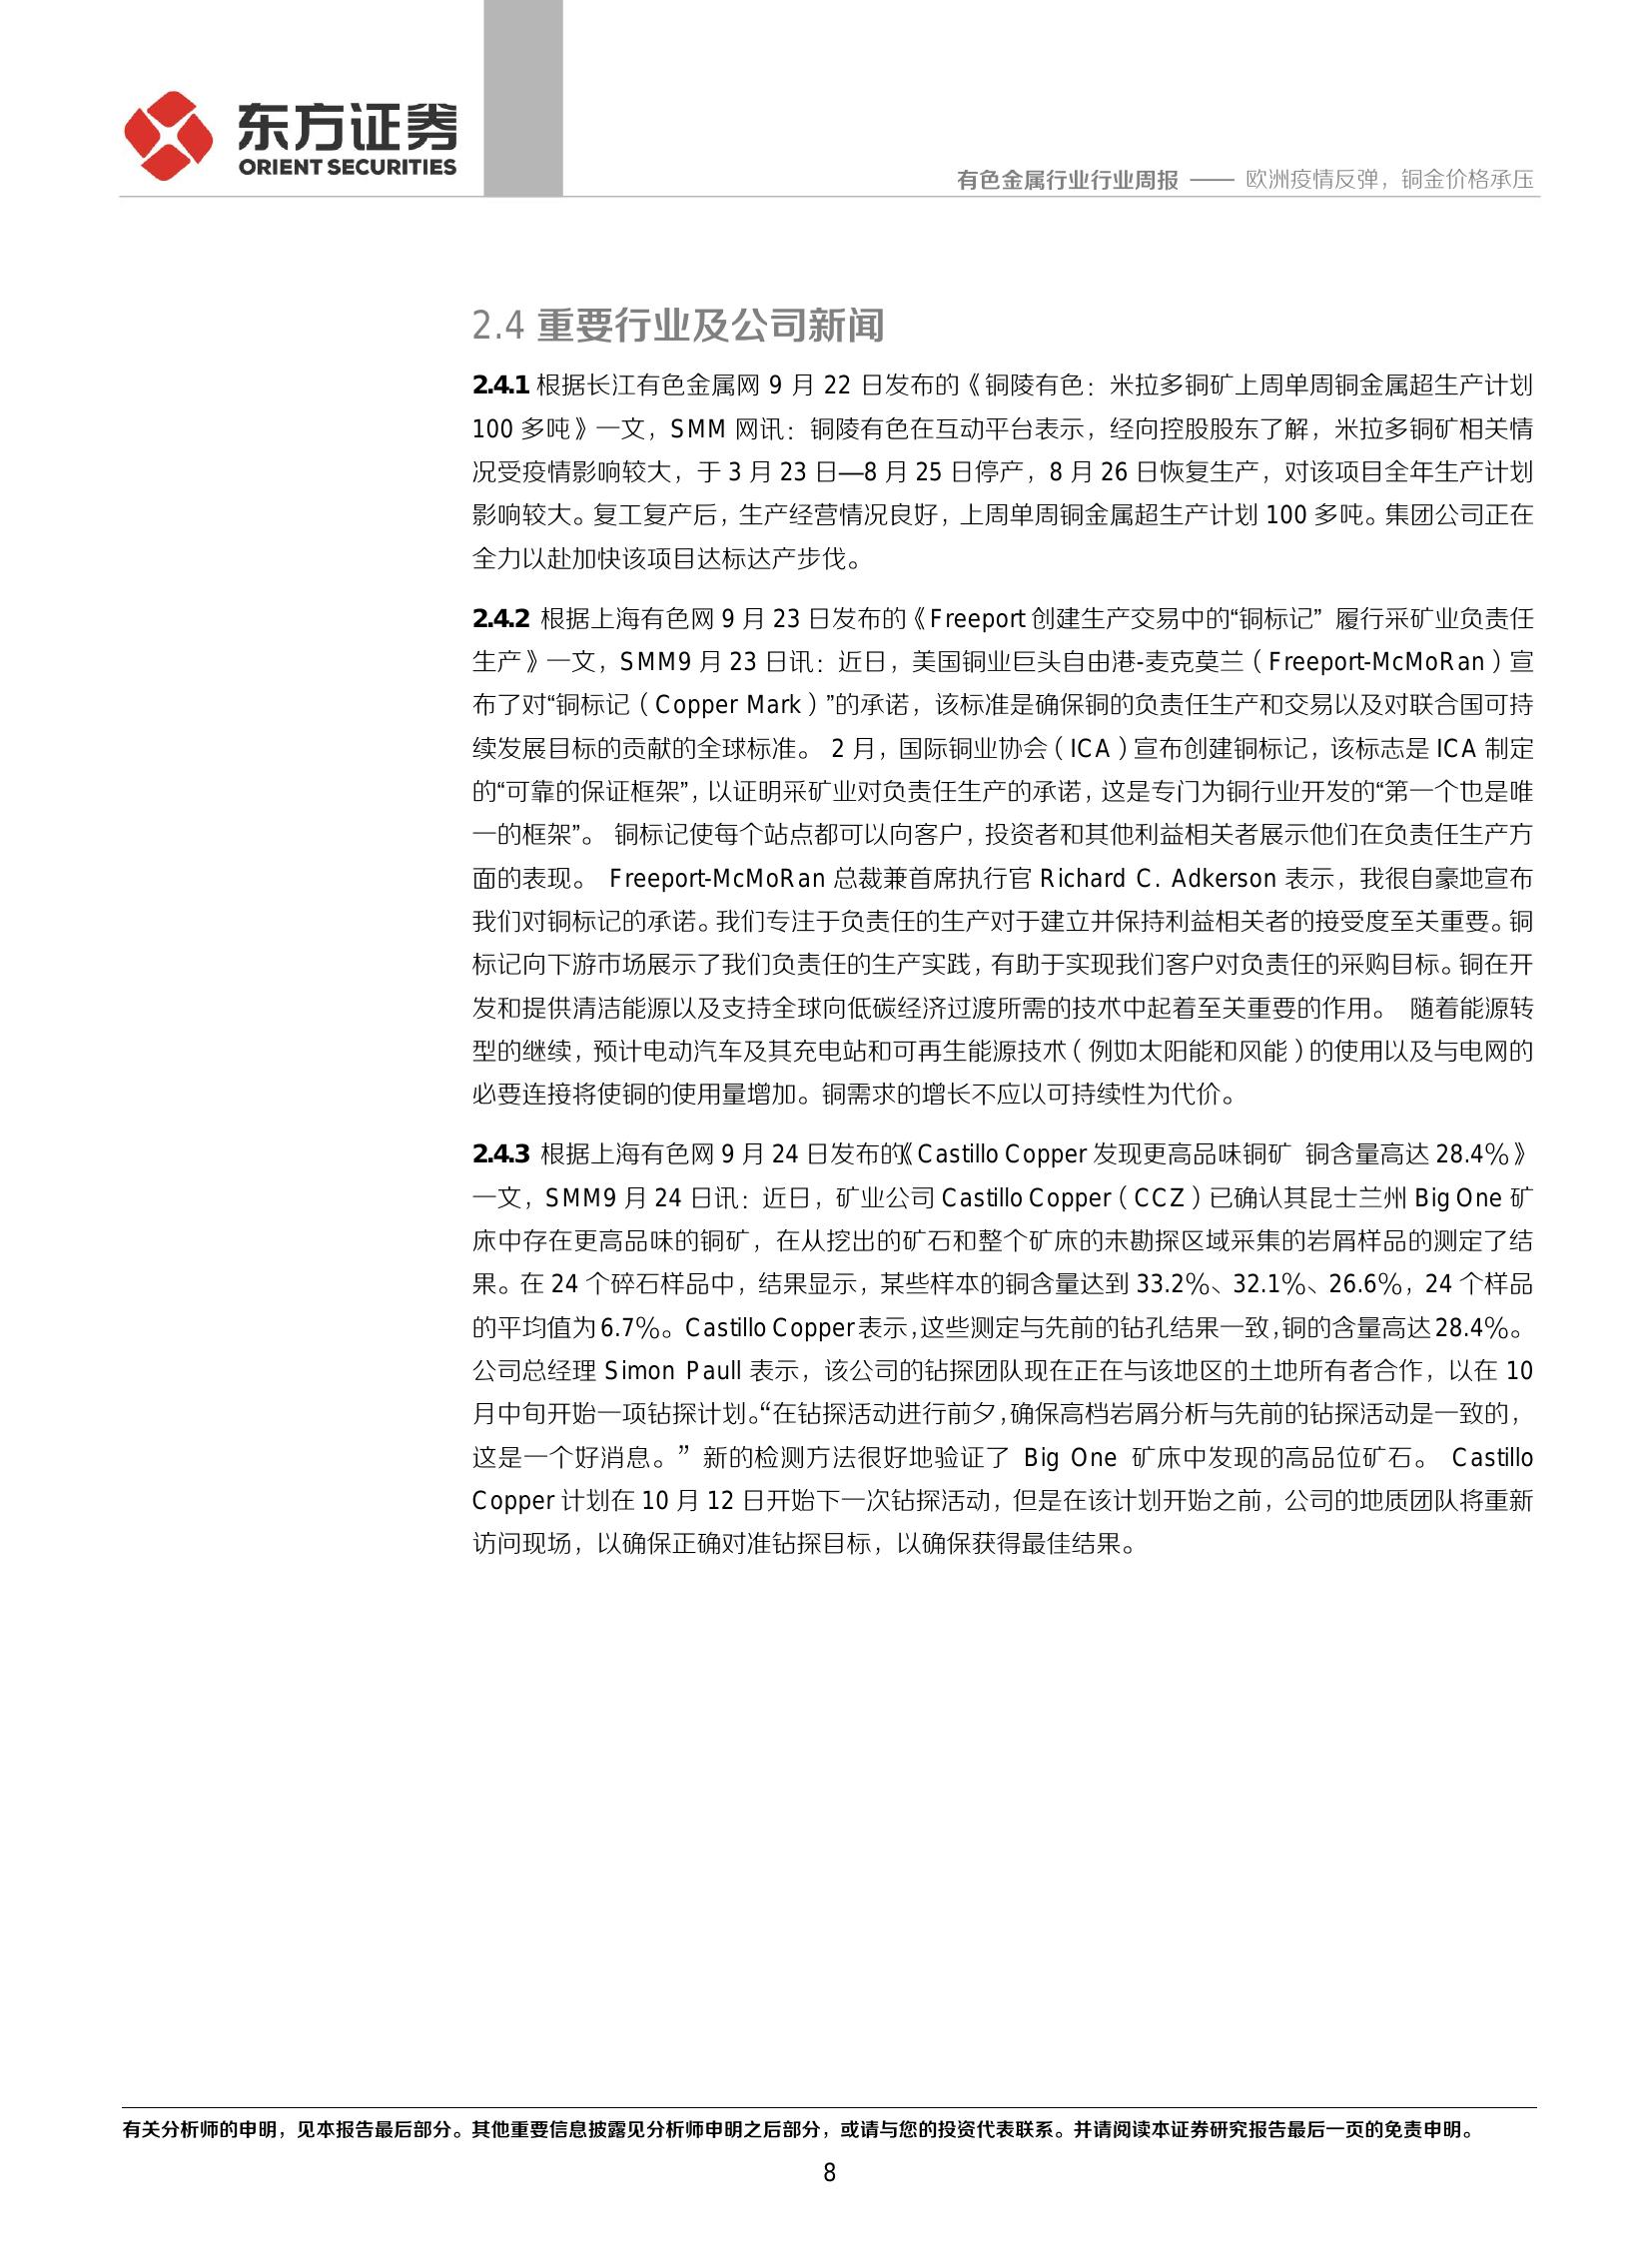 东方证券
ORIENT SECURITIES
有色金属行业行业周报 —— 欧洲疫情反弹，铜金价格承压
2.4 重要行业及公司新闻
2.4.1 根据长江有色金属网 9 月 22 日发布的《铜陵有色：米拉多铜矿上周单周铜金属超生产计划
100 多吨》一文，SMM 网讯：铜陵有色在互动平台表示，经向控股股东了解，米拉多铜矿相关情
况受疫情影响较大，于 3 月 23 日—8 月 25 日停产，8 月 26 日恢复生产，对该项目全年生产计划
影响较大。复工复产后，生产经营情况良好，上周单周铜金属超生产计划 100 多吨。集团公司正在
全力以赴加快该项目达标达产步伐。
2.4.2 根据上海有色网 9 月 23 日发布的《Freeport 创建生产交易中的“铜标记” 履行采矿业负责任
生产》一文，SMM9 月 23 日讯：近日，美国铜业巨头自由港-麦克莫兰（Freeport-McMoRan）宣
布了对“铜标记（Copper Mark）”的承诺，该标准是确保铜的负责任生产和交易以及对联合国可持
续发展目标的贡献的全球标准。 2 月，国际铜业协会（ICA）宣布创建铜标记，该标志是 ICA 制定
的“可靠的保证框架”，以证明采矿业对负责任生产的承诺，这是专门为铜行业开发的“第一个也是唯
一的框架”。 铜标记使每个站点都可以向客户，投资者和其他利益相关者展示他们在负责任生产方
面的表现。 Freeport-McMoRan 总裁兼首席执行官 Richard C. Adkerson 表示，我很自豪地宣布
我们对铜标记的承诺。我们专注于负责任的生产对于建立并保持利益相关者的接受度至关重要。铜
标记向下游市场展示了我们负责任的生产实践，有助于实现我们客户对负责任的采购目标。铜在开
发和提供清洁能源以及支持全球向低碳经济过渡所需的技术中起着至关重要的作用。 随着能源转
型的继续，预计电动汽车及其充电站和可再生能源技术（例如太阳能和风能）的使用以及与电网的
必要连接将使铜的使用量增加。铜需求的增长不应以可持续性为代价。
2.4.3 根据上海有色网 9 月 24 日发布的《Castillo Copper 发现更高品味铜矿 铜含量高达 28.4％》
一文，SMM9 月 24 日讯：近日，矿业公司 Castillo Copper（CCZ）已确认其昆士兰州 Big One 矿
床中存在更高品味的铜矿，在从挖出的矿石和整个矿床的未勘探区域采集的岩屑样品的测定了结
果。在 24 个碎石样品中，结果显示，某些样本的铜含量达到 33.2％、32.1％、26.6％，24 个样品
的平均值为 6.7％。Castillo Copper 表示，这些测定与先前的钻孔结果一致，铜的含量高达 28.4％。
公司总经理 Simon Paull 表示，该公司的钻探团队现在正在与该地区的土地所有者合作，以在 10
月中旬开始一项钻探计划。“在钻探活动进行前夕，确保高档岩屑分析与先前的钻探活动是一致的，
这是一个好消息。” 新的检测方法很好地验证了 Big One 矿床中发现的高品位矿石。 Castillo
Copper 计划在 10 月 12 日开始下一次钻探活动，但是在该计划开始之前，公司的地质团队将重新
访问现场，以确保正确对准钻探目标，以确保获得最佳结果。
有关分析师的申明，见本报告最后部分。其他重要信息披露见分析师申明之后部分，或请与您的投资代表联系。并请阅读本证券研究报告最后一页的免责申明。
8